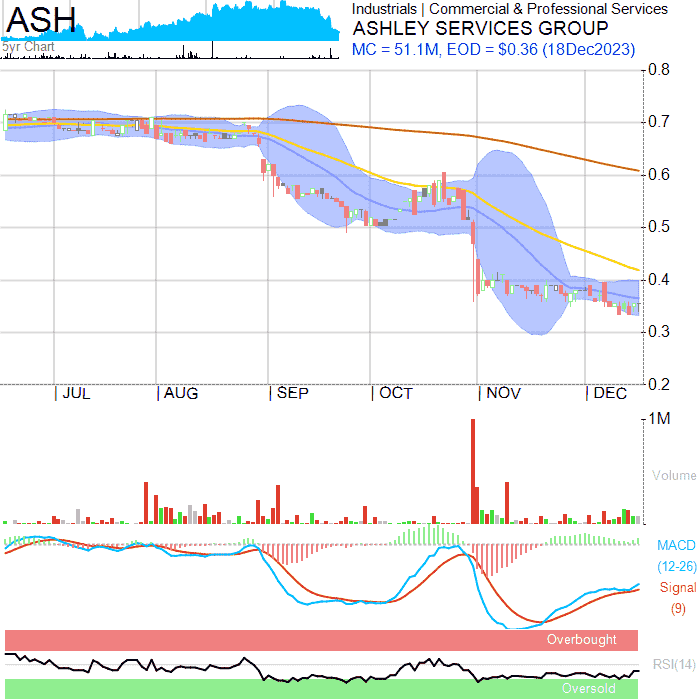 ASH
Industrials | Commercial & Professional Services
ASHLEY SERVICES GROUP
MC = 51.1M, EOD = $0.36 (18Dec2023)
5yr Chart
0.8
0.7
0.6
0.5
0.4
0.3
0.2
JUL AUG SEP OCT NOV DEC
1M
Volume
MACD
(12-26)
Signal
(9)
Overbought
RSI(14)
Oversold